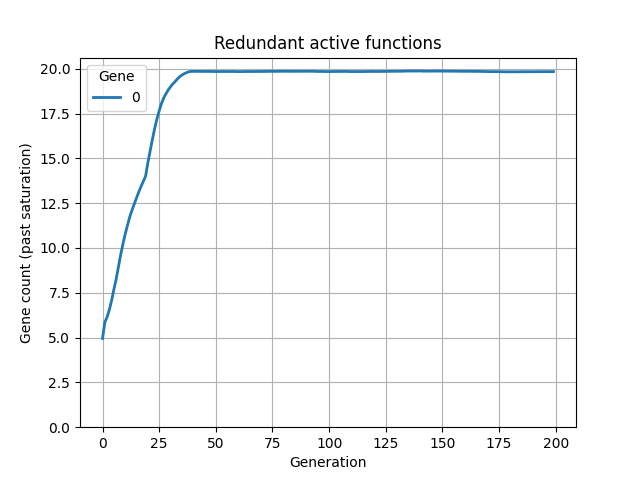 Redundant active functions
Gene count (past saturation)
20.0
17.5
15.0
12.5
10.0
7.5
5.0
2.5
0.0
Gene
0
0 25 50 75 100 125 150 175 200
Generation